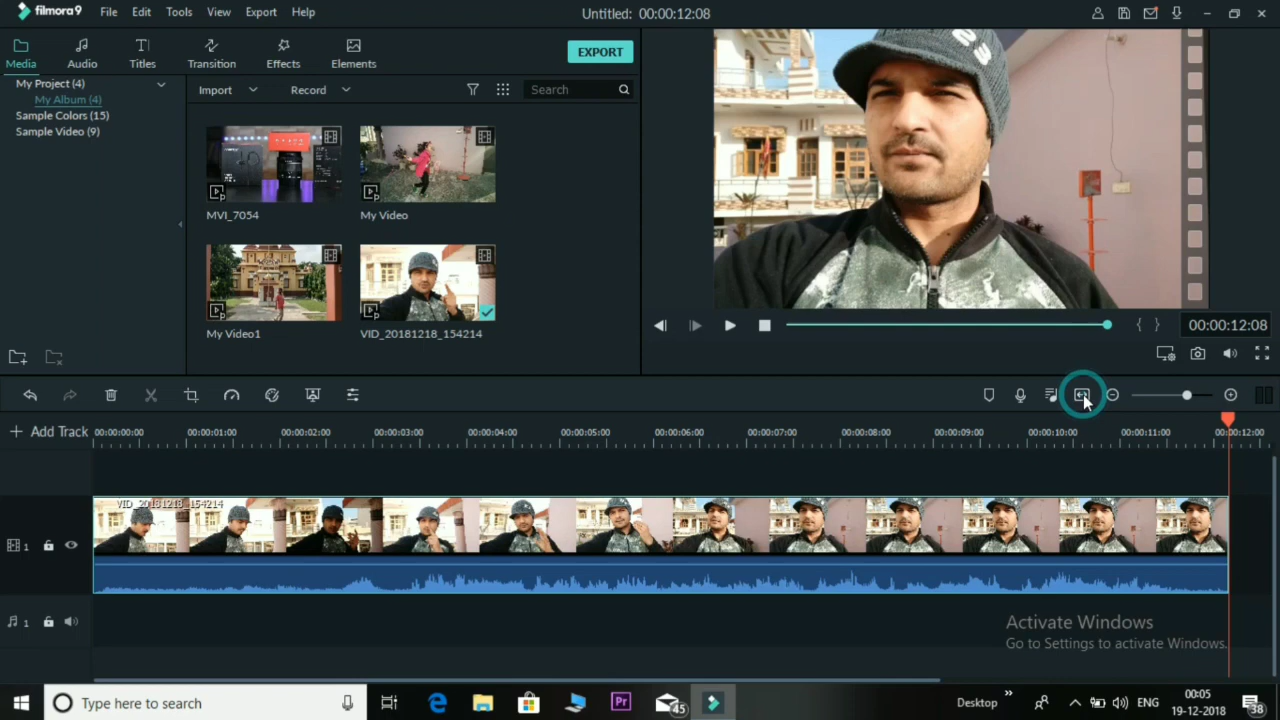 filmora9
File Edit Tools View Export Help
Untitled: 00:00:12:08
Media Audio Titles Transition Effects Elements
EXPORT
My Project (4)
My Album (4)
Sample Colors (15)
Sample Video (9)
Import Record Search
MVI_7054 My Video
My Video1 VID_20181218_154214
23
{ } 00:00:12:08
+ Add Track 00:00:00:00 00:00:01:00 00:00:02:00 00:00:03:00 00:00:04:00 00:00:05:00 00:00:06:00 00:00:07:00 00:00:08:00 00:00:09:00 00:00:10:00 00:00:11:00 00:00:12:00
VID_20181218_154214
1
1
Activate Windows
Go to Settings to activate Windows.
Type here to search
Pr
45
Desktop
ENG
00:05
19-12-2018
38